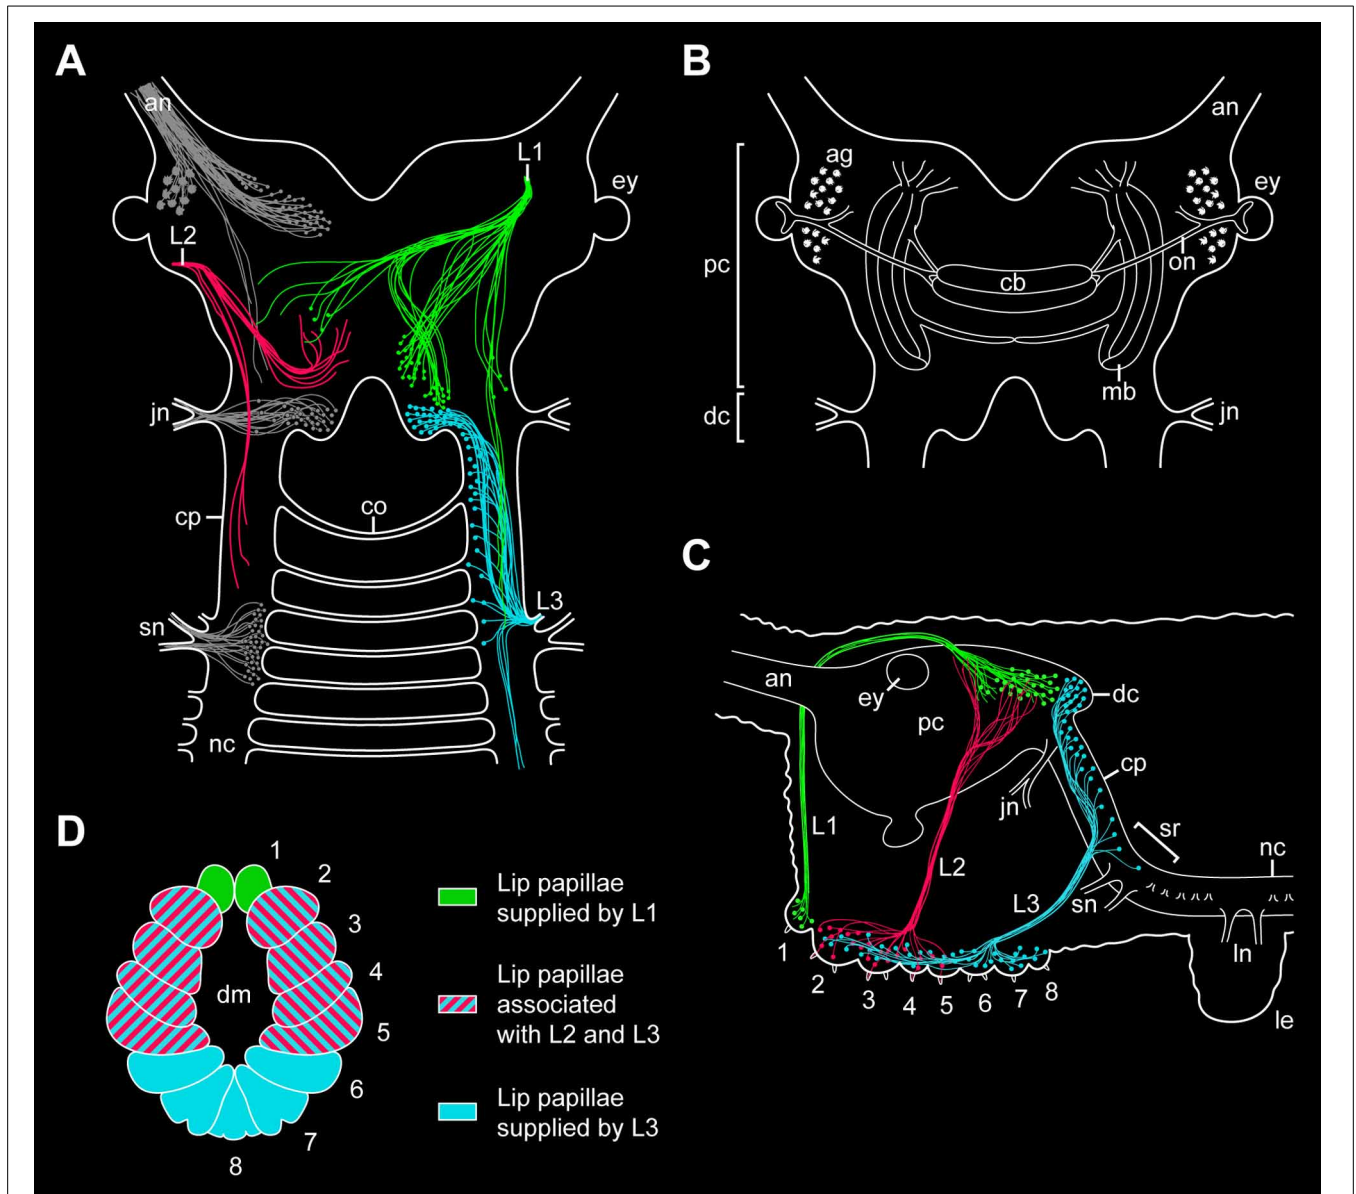 A
an
L1
ey
L2
jn
cp
co
L3
sn
nc
B
an
ag
ey
pc
on
cb
mb
dc
jn
C
an
ey
dc
pc
cp
jn
L1
sr
nc
L2
L3
sn
ln
1
2
3
4
5
6
7
8
le
D
1
2
3
4
dm
5
6
7
8
Lip papillae
supplied by L1
Lip papillae
associated
with L2 and L3
Lip papillae
supplied by L3